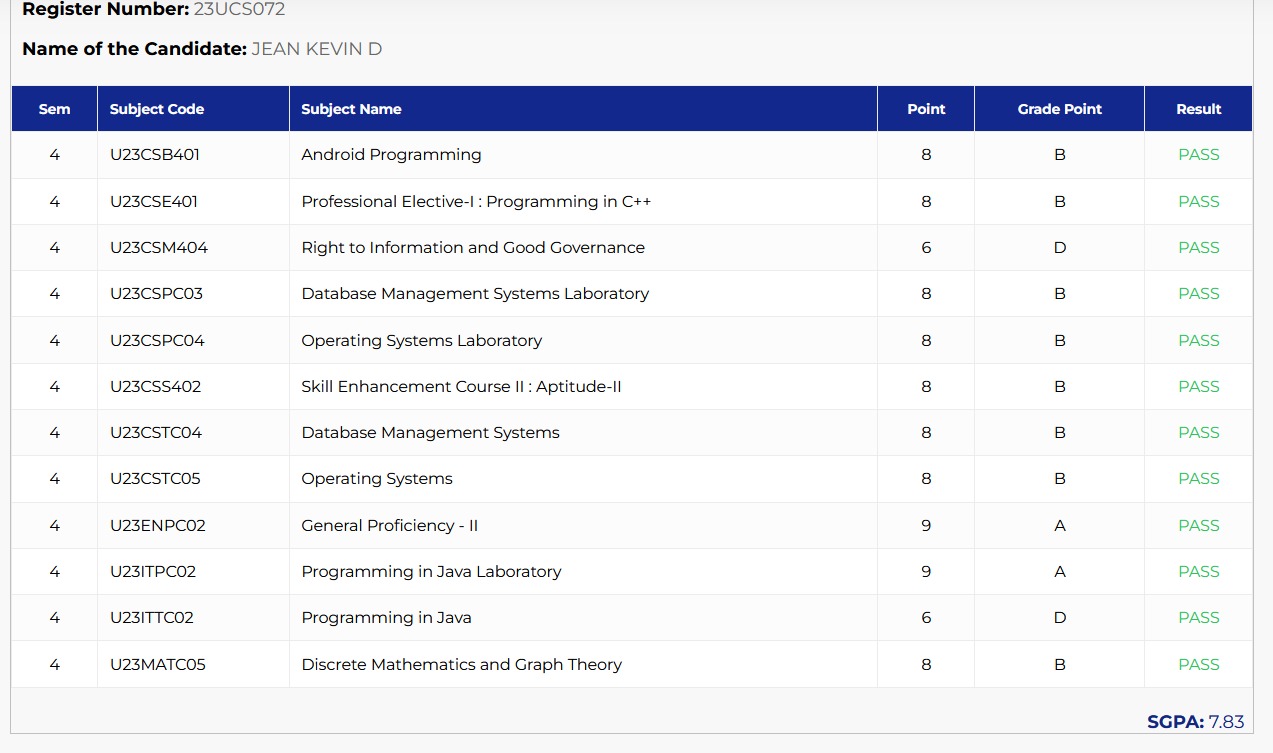 Register Number: 23UCS072
Name of the Candidate: JEAN KEVIN D
Sem Subject Code Subject Name Point Grade Point Result
4 U23CSB401 Android Programming 8 B PASS
4 U23CSE401 Professional Elective-I : Programming in C++ 8 B PASS
4 U23CSM404 Right to Information and Good Governance 6 D PASS
4 U23CSPC03 Database Management Systems Laboratory 8 B PASS
4 U23CSPC04 Operating Systems Laboratory 8 B PASS
4 U23CSS402 Skill Enhancement Course II : Aptitude-II 8 B PASS
4 U23CSTC04 Database Management Systems 8 B PASS
4 U23CSTC05 Operating Systems 8 B PASS
4 U23ENPC02 General Proficiency - II 9 A PASS
4 U23ITPC02 Programming in Java Laboratory 9 A PASS
4 U23ITTC02 Programming in Java 6 D PASS
4 U23MATC05 Discrete Mathematics and Graph Theory 8 B PASS
SGPA: 7.83